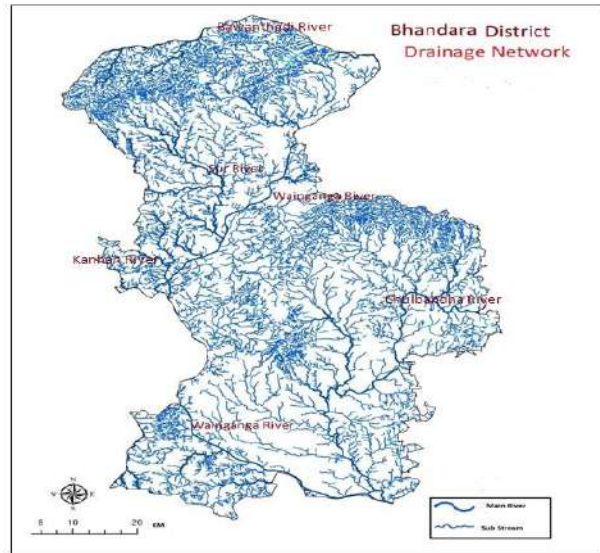 Bawanthadi River
Bhandara District
Drainage Network
Sur River
Wainganga River
Kanhan River
Chulbandha River
Wainganga River
N
W E
S
Main River
Sub Stream
5 10 20 KM